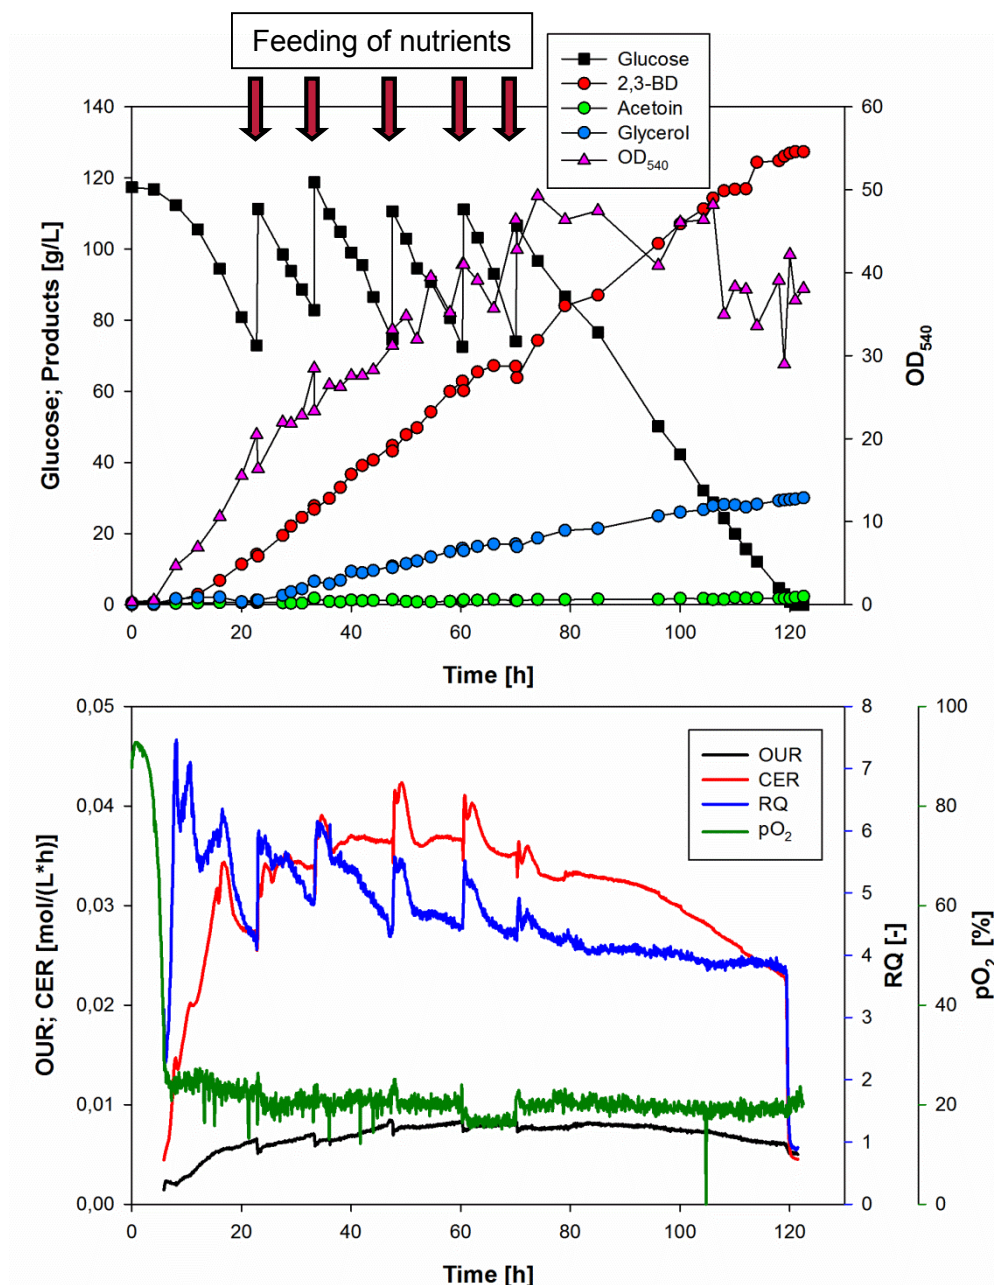 Feeding of nutrients
Glucose
2,3-BD
Acetoin
Glycerol
OD540
140
120
100
80
60
40
20
0
Glucose; Products [g/L]
60
50
40
30
20
10
0
OD540
0 20 40 60 80 100 120
Time [h]
OUR
CER
RQ
pO2
0,05
0,04
0,03
0,02
0,01
0,00
OUR; CER [mol/(L*h)]
8
7
6
5
4
3
2
1
0
RQ [-]
100
80
60
40
20
0
pO2 [%]
0 20 40 60 80 100 120
Time [h]